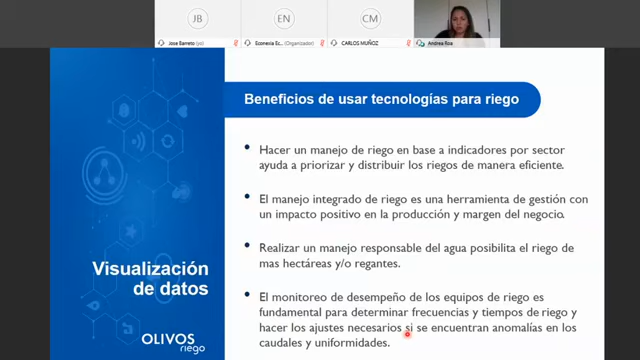 JB
EN
CM
Jose Barreto (yo)
Econexia Ec... (Organizador)
CARLOS MUÑOZ
Andrea Roa
Beneficios de usar tecnologías para riego
• Hacer un manejo de riego en base a indicadores por sector
ayuda a priorizar y distribuir los riegos de manera eficiente.
• El manejo integrado de riego es una herramienta de gestión con
un impacto positivo en la producción y margen del negocio.
• Realizar un manejo responsable del agua posibilita el riego de
mas hectáreas y/o regantes.
• El monitoreo de desempeño de los equipos de riego es
fundamental para determinar frecuencias y tiempos de riego y
hacer los ajustes necesarios si se encuentran anomalías en los
caudales y uniformidades.
Visualización
de datos
OLIVOS
riego